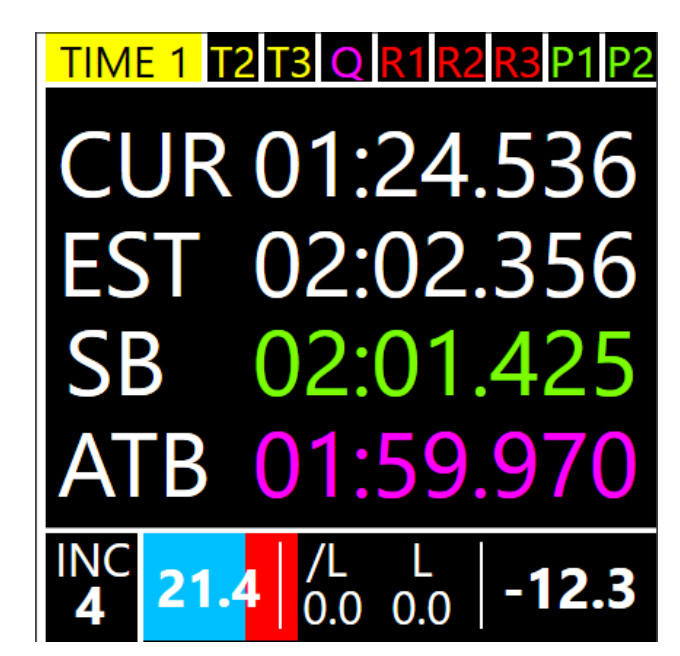 TIME 1 T2 T3 Q R1 R2 R3 P1 P2
CUR 01:24.536
EST 02:02.356
SB 02:01.425
ATB 01:59.970
INC /L L
4 21.4 0.0 0.0 -12.3